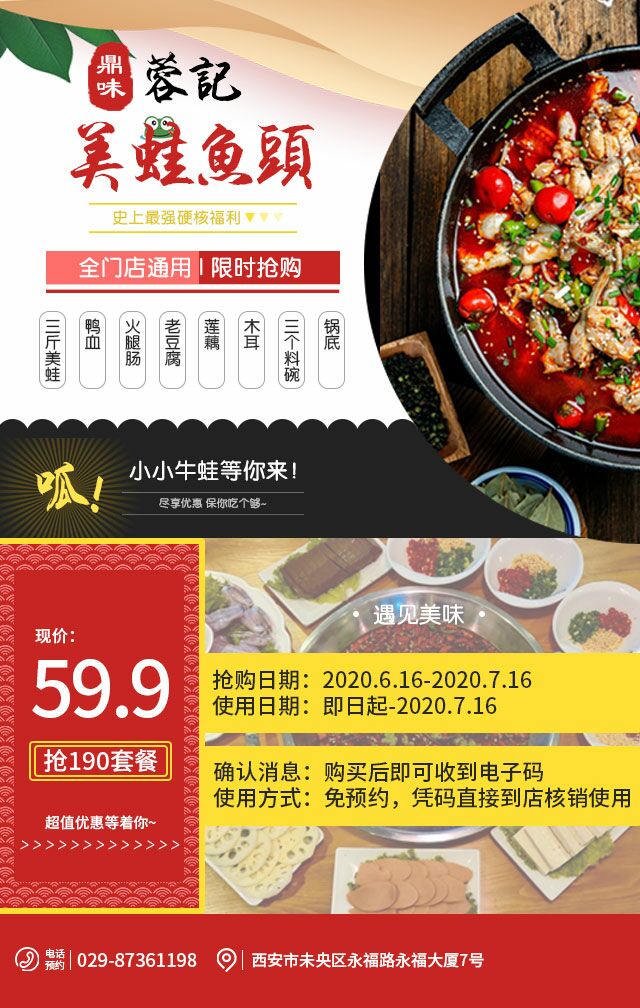 鼎味
蓉記
美蛙魚頭
史上最强硬核福利
全门店通用 | 限时抢购
三斤美蛙
鸭血
火腿肠
老豆腐
莲藕
木耳
三个料碗
锅底
呱!
小小牛蛙等你来!
尽享优惠 保你吃个够~
现价:
59.9
抢190套餐
超值优惠等着你~
>>>>>>>>>>>>>
· 遇见美味 ·
抢购日期: 2020.6.16-2020.7.16
使用日期: 即日起-2020.7.16
确认消息: 购买后即可收到电子码
使用方式: 免预约，凭码直接到店核销使用
电话预约 029-87361198
西安市未央区永福路永福大厦7号